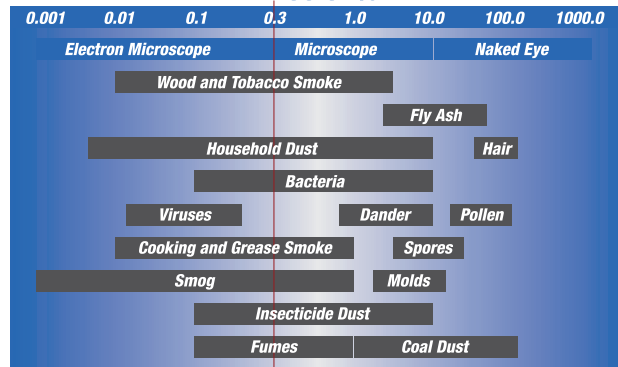 0.001 0.01 0.1 0.3 1.0 10.0 100.0 1000.0
Electron Microscope Microscope Naked Eye
Wood and Tobacco Smoke
Fly Ash
Household Dust Hair
Bacteria
Viruses Dander Pollen
Cooking and Grease Smoke Spores
Smog Molds
Insecticide Dust
Fumes Coal Dust